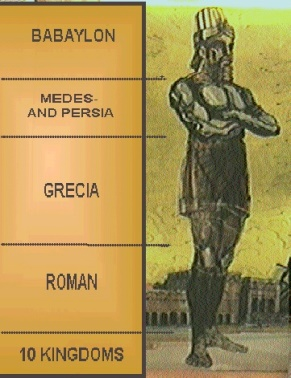 BABAYLON
MEDES-
AND PERSIA
GRECIA
ROMAN
10 KINGDOMS